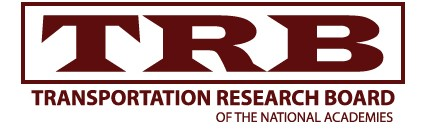 TRB
TRANSPORTATION RESEARCH BOARD
OF THE NATIONAL ACADEMIES